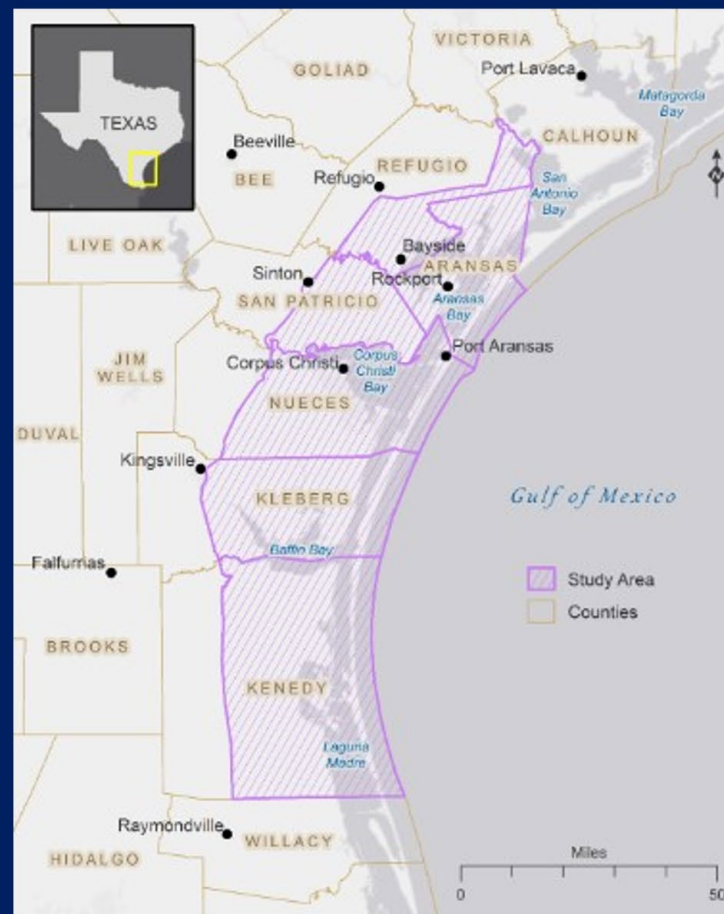 VICTORIA
GOLIAD
Port Lavaca
Matagorda
Bay
TEXAS
CALHOUN
Beeville
BEE
REFUGIO
Refugio
San
Antonio
Bay
N
LIVE OAK
Bayside
ARANSAS
Sinton
Rockport
SAN PATRICIO
Aransas
Bay
Port Aransas
JIM
WELLS
Corpus Christi
Corpus
Christi
Bay
NUECES
DUVAL
Kingsville
KLEBERG
Gulf of Mexico
Baffin Bay
Falfurrias
Study Area
Counties
BROOKS
KENEDY
Laguna
Madre
Raymondville
WILLACY
HIDALGO
Miles
0
50